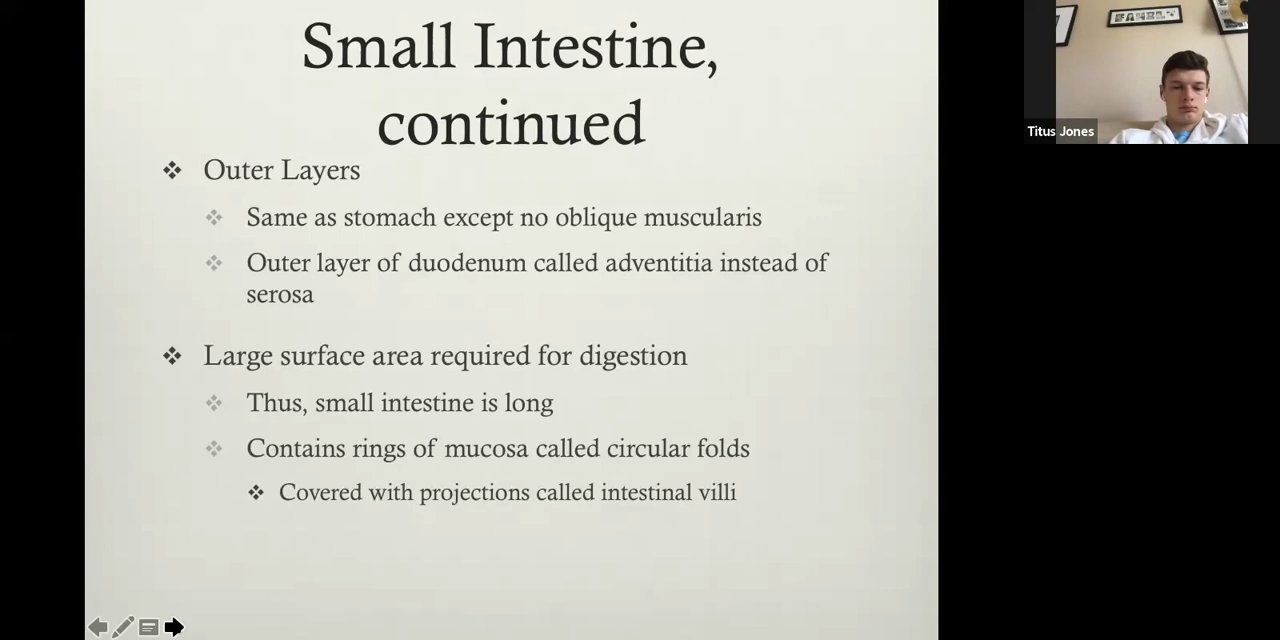 Small Intestine,
continued
Outer Layers
Same as stomach except no oblique muscularis
Outer layer of duodenum called adventitia instead of
serosa
Large surface area required for digestion
Thus, small intestine is long
Contains rings of mucosa called circular folds
Covered with projections called intestinal villi
Titus Jones